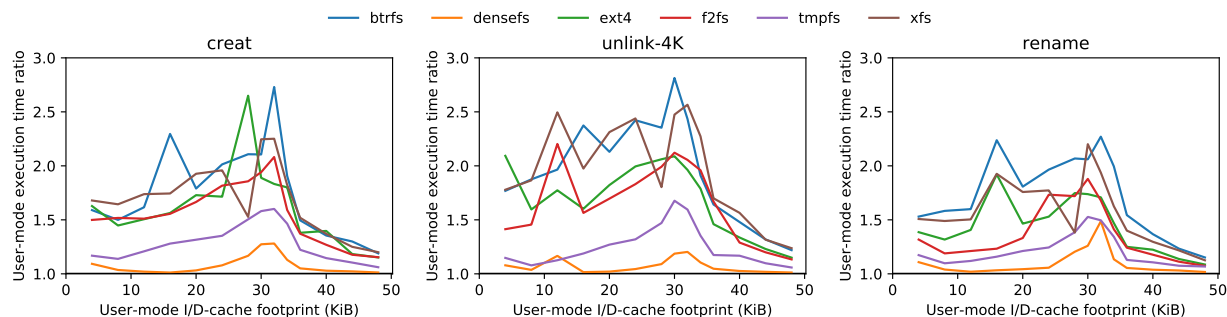 btrfs densefs ext4 f2fs tmpfs xfs
creat
User-mode execution time ratio
3.0
2.5
2.0
1.5
1.0
0 10 20 30 40 50
User-mode I/D-cache footprint (KiB)
unlink-4K
User-mode execution time ratio
3.0
2.5
2.0
1.5
1.0
0 10 20 30 40 50
User-mode I/D-cache footprint (KiB)
rename
User-mode execution time ratio
3.0
2.5
2.0
1.5
1.0
0 10 20 30 40 50
User-mode I/D-cache footprint (KiB)